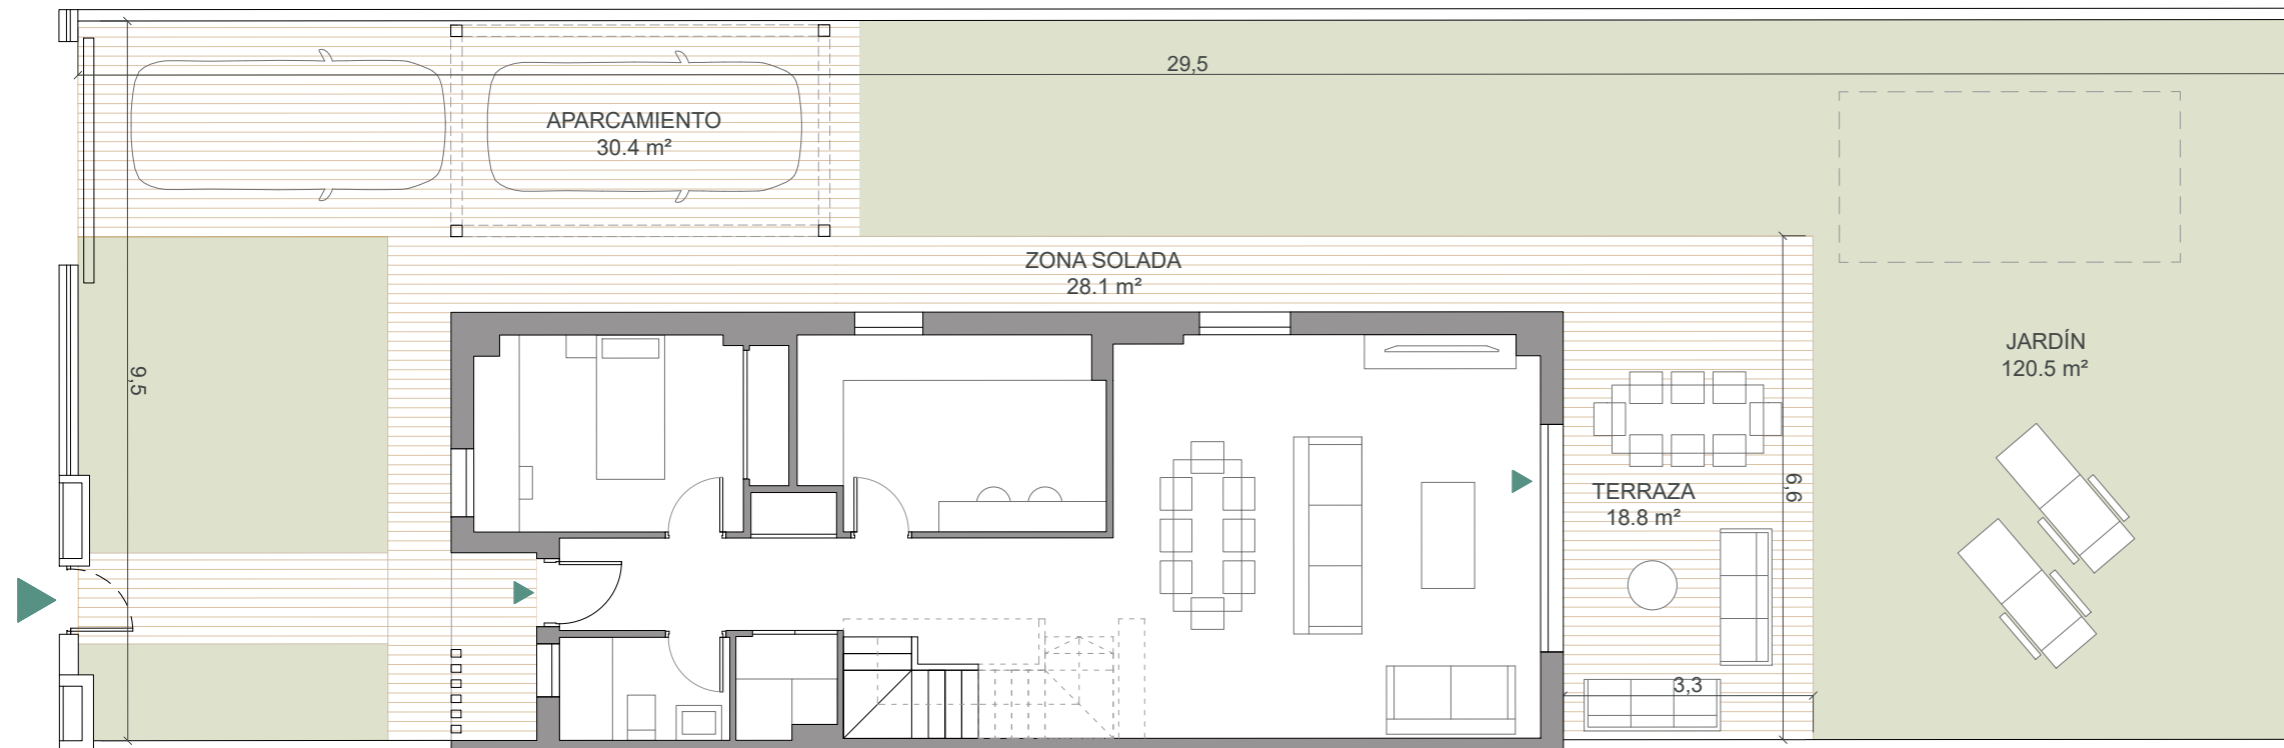 29,5
APARCAMIENTO
30.4 m²
ZONA SOLADA
28.1 m²
JARDÍN
120.5 m²
9,5
TERRAZA
18.8 m²
6,6
3,3